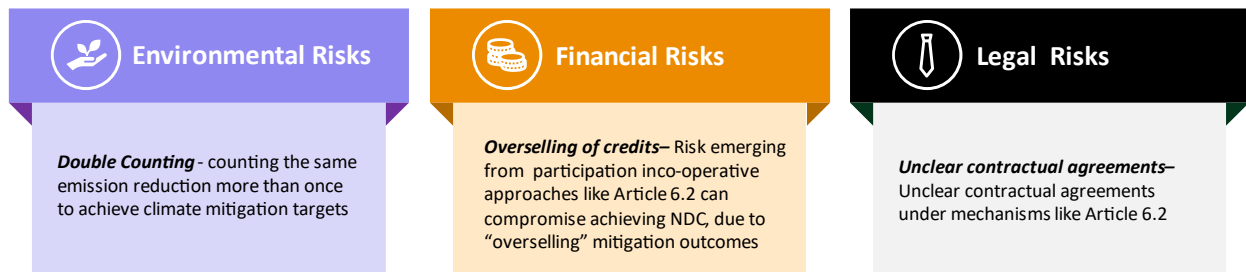 Environmental Risks
Double Counting - counting the same
emission reduction more than once
to achieve climate mitigation targets
Financial Risks
Overselling of credits– Risk emerging
from participation inco-operative
approaches like Article 6.2 can
compromise achieving NDC, due to
“overselling” mitigation outcomes
Legal Risks
Unclear contractual agreements–
Unclear contractual agreements
under mechanisms like Article 6.2